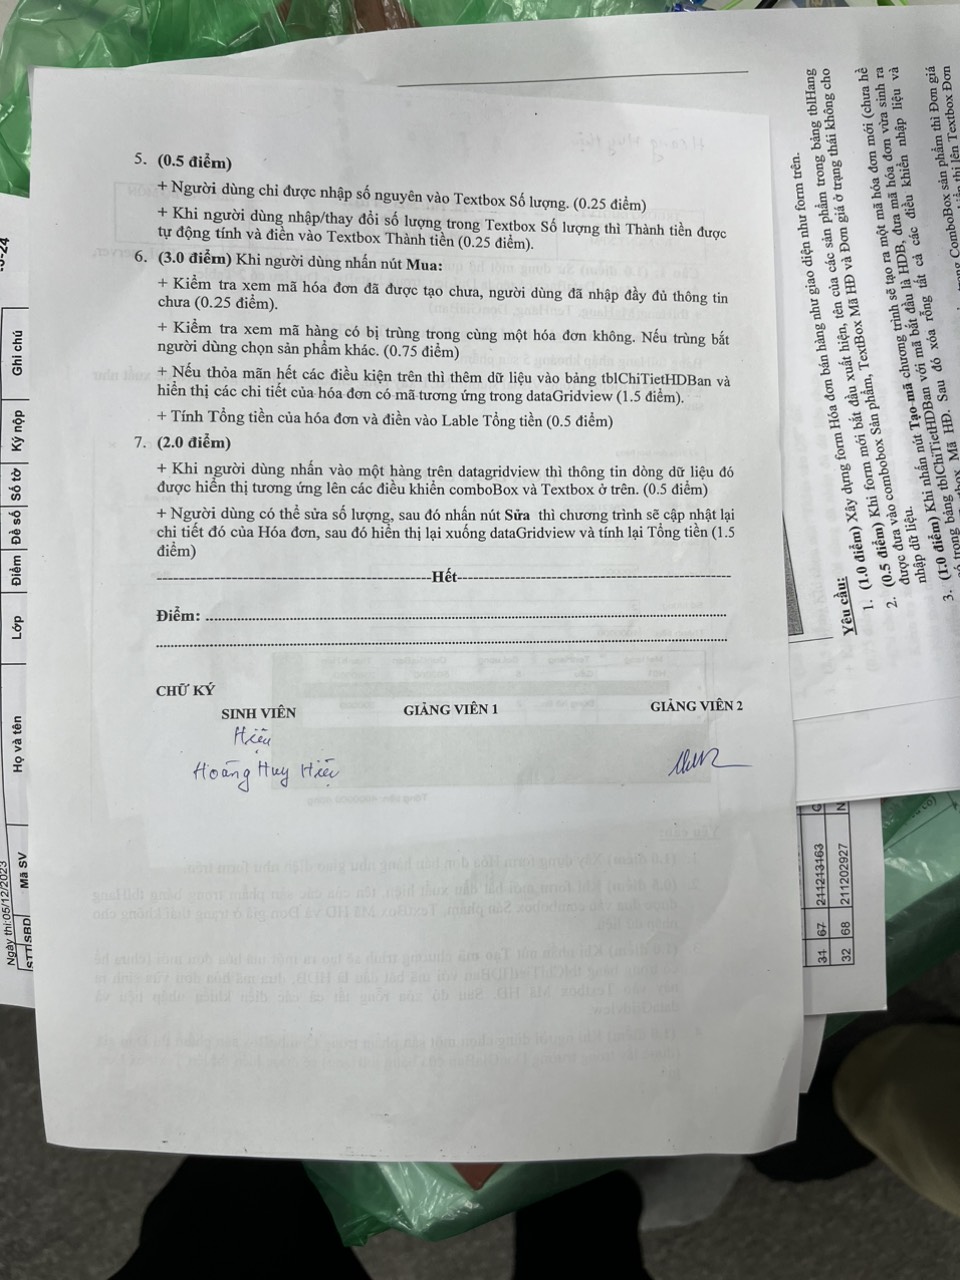 5. (0.5 điểm)
+ Người dùng chỉ được nhập số nguyên vào Textbox Số lượng. (0.25 điểm)
+ Khi người dùng nhập/thay đổi số lượng trong Textbox Số lượng thì Thành tiền được
tự động tính và điền vào Textbox Thành tiền (0.25 điểm).
6. (3.0 điểm) Khi người dùng nhấn nút Mua:
+ Kiểm tra xem mã hóa đơn đã được tạo chưa, người dùng đã nhập đầy đủ thông tin
chưa (0.25 điểm).
+ Kiểm tra xem mã hàng có bị trùng trong cùng một hóa đơn không. Nếu trùng bắt
người dùng chọn sản phẩm khác. (0.75 điểm)
+ Nếu thỏa mãn hết các điều kiện trên thì thêm dữ liệu vào bảng tblChiTietHDBan và
hiển thị các chi tiết của hóa đơn có mã tương ứng trong dataGridview (1.5 điểm).
+ Tính Tổng tiền của hóa đơn và điền vào Lable Tổng tiền (0.5 điểm)
7. (2.0 điểm)
+ Khi người dùng nhấn vào một hàng trên datagridview thì thông tin dòng dữ liệu đó
được hiển thị tương ứng lên các điều khiển comboBox và Textbox ở trên. (0.5 điểm)
+ Người dùng có thể sửa số lượng, sau đó nhấn nút Sửa thì chương trình sẽ cập nhật lại
chi tiết đó của Hóa đơn, sau đó hiển thị lại xuống dataGridview và tính lại Tổng tiền (1.5
điểm)
Hết
Điểm:
CHỮ KÝ
SINH VIÊN GIẢNG VIÊN 1 GIẢNG VIÊN 2
Hiệu
Hoàng Huy Hiệu
Ngày thi:05/12/2023
STT SBD Mã SV Họ và tên Lớp Điểm Đề số Số tờ Ký nộp Ghi chú
Yêu cầu:
1. (1.0 điểm) Xây dựng form Hóa đơn bán hàng như giao diện như form trên.
2. (0.5 điểm) Khi form mới bắt đầu xuất hiện, tên của các sản phẩm trong bảng tblHang
được đưa vào combobox Sản phẩm, TextBox Mã HĐ và Đơn giá ở trạng thái không cho
nhập dữ liệu.
3. (1.0 điểm) Khi nhấn nút Tạo mã chương trình sẽ tạo ra một mã hóa đơn mới (chưa hề
có trong bảng tblChiTietHDBan với mã bắt đầu là HDB, đưa mã hóa đơn vừa sinh ra
Mã HĐ. Sau đó xóa rỗng tất cả các điều khiển nhập liệu và
ComboBox sản phẩm thì Đơn giá
lên Textbox Đơn
31 67 211213163
32 68 211202927